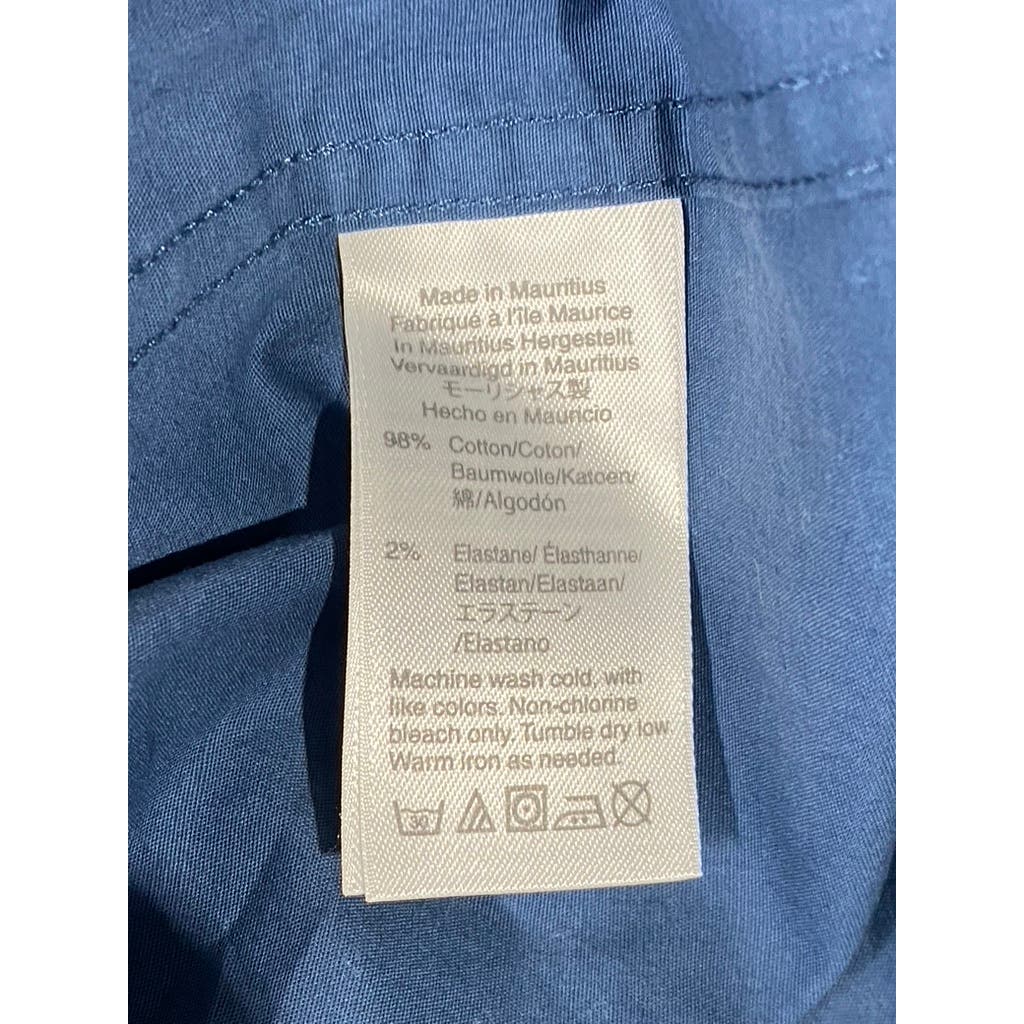 Made in Mauritius
Fabriqué à l'île Maurice
In Mauritius Hergestellt
Vervaardigd in Mauritius
モーリシャス製
Hecho en Mauricio
98% Cotton/Coton/
Baumwolle/Katoen/
綿/Algodón
2% Elastane/ Élasthanne/
Elastan/Elastaan/
エラステーン
/Elastano
Machine wash cold, with
like colors. Non-chlorine
bleach only. Tumble dry low
Warm iron as needed.
30